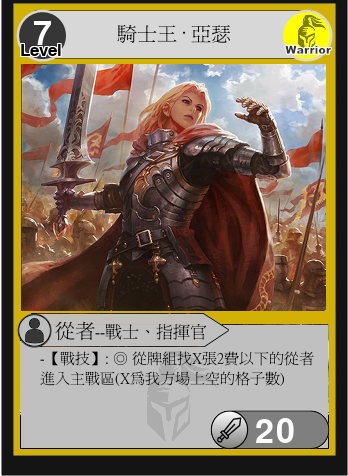 7
Level
騎士王·亞瑟
Warrior
從者--戰士、指揮官
-【戰技】: ◎ 從牌組找X張2費以下的從者
進入主戰區(X爲我方場上空的格子數)
20